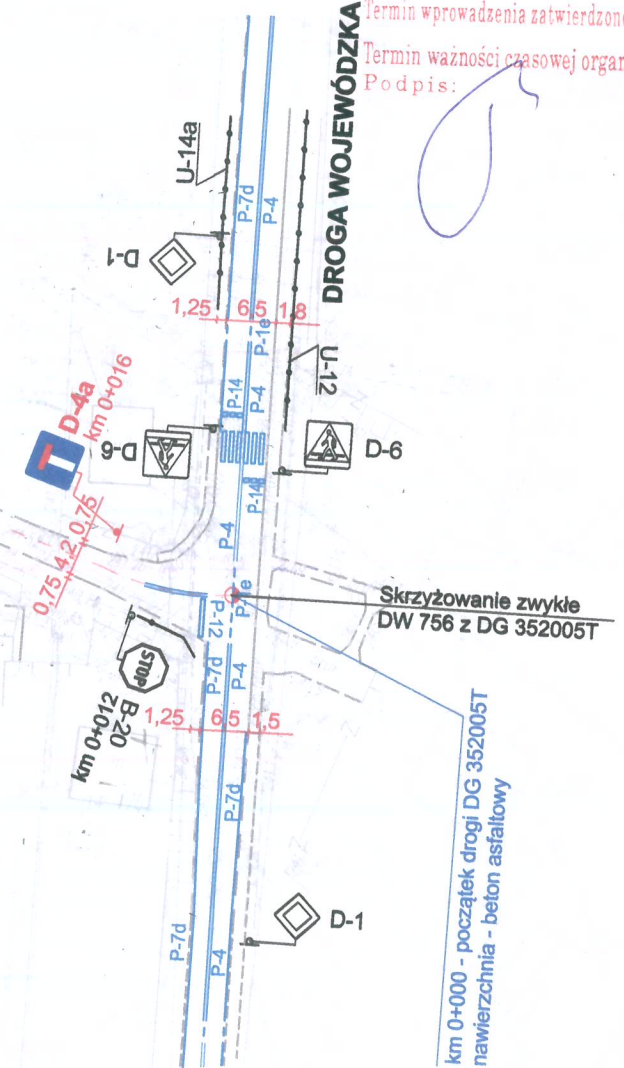 Termin wprowadzenia zatwierdzone
Termin ważności czasowej organ
Podpis:
DROGA WOJEWÓDZKA
U-14a
D-1
P-7d
P-4
1,25 6,5 1,8
P-1e
U-12
D-4a
km 0+016
P-14
P-4
D-6
D-6
P-14
P-4
0,75 4,2 0,75
P-1e
P-12
Skrzyżowanie zwykłe
DW 756 z DG 352005T
STOP
B-20
km 0+012
P-7d
P-4
1,25 6,5 1,5
P-7d
D-1
P-7d
P-4
km 0+000 - początek drogi DG 352005T
nawierzchnia - beton asfaltowy